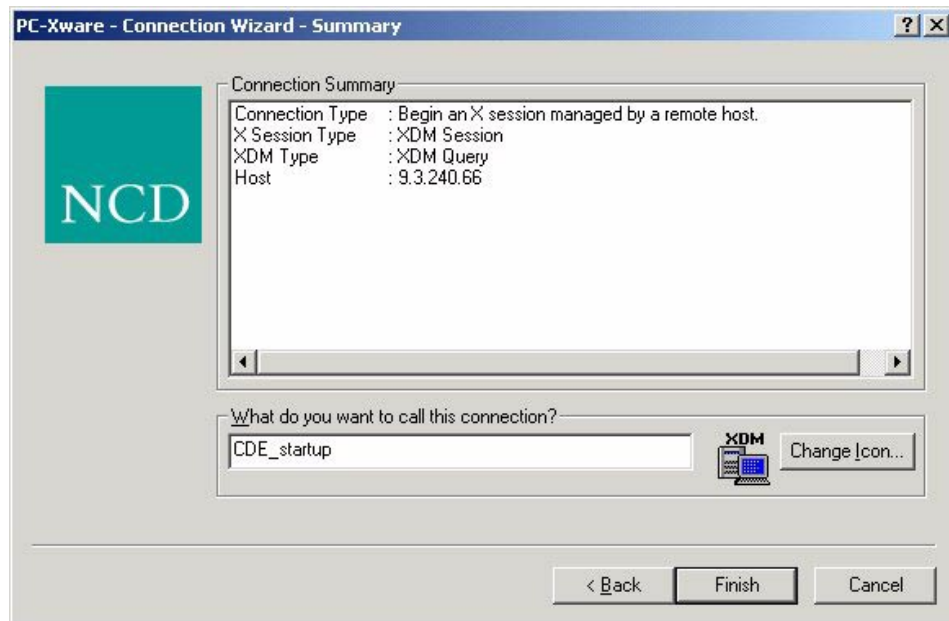 PC-Xware - Connection Wizard - Summary
NCD
Connection Summary
Connection Type : Begin an X session managed by a remote host.
X Session Type : XDM Session
XDM Type : XDM Query
Host : 9.3.240.66
What do you want to call this connection?
CDE_startup
XDM
Change Icon...
< Back
Finish
Cancel